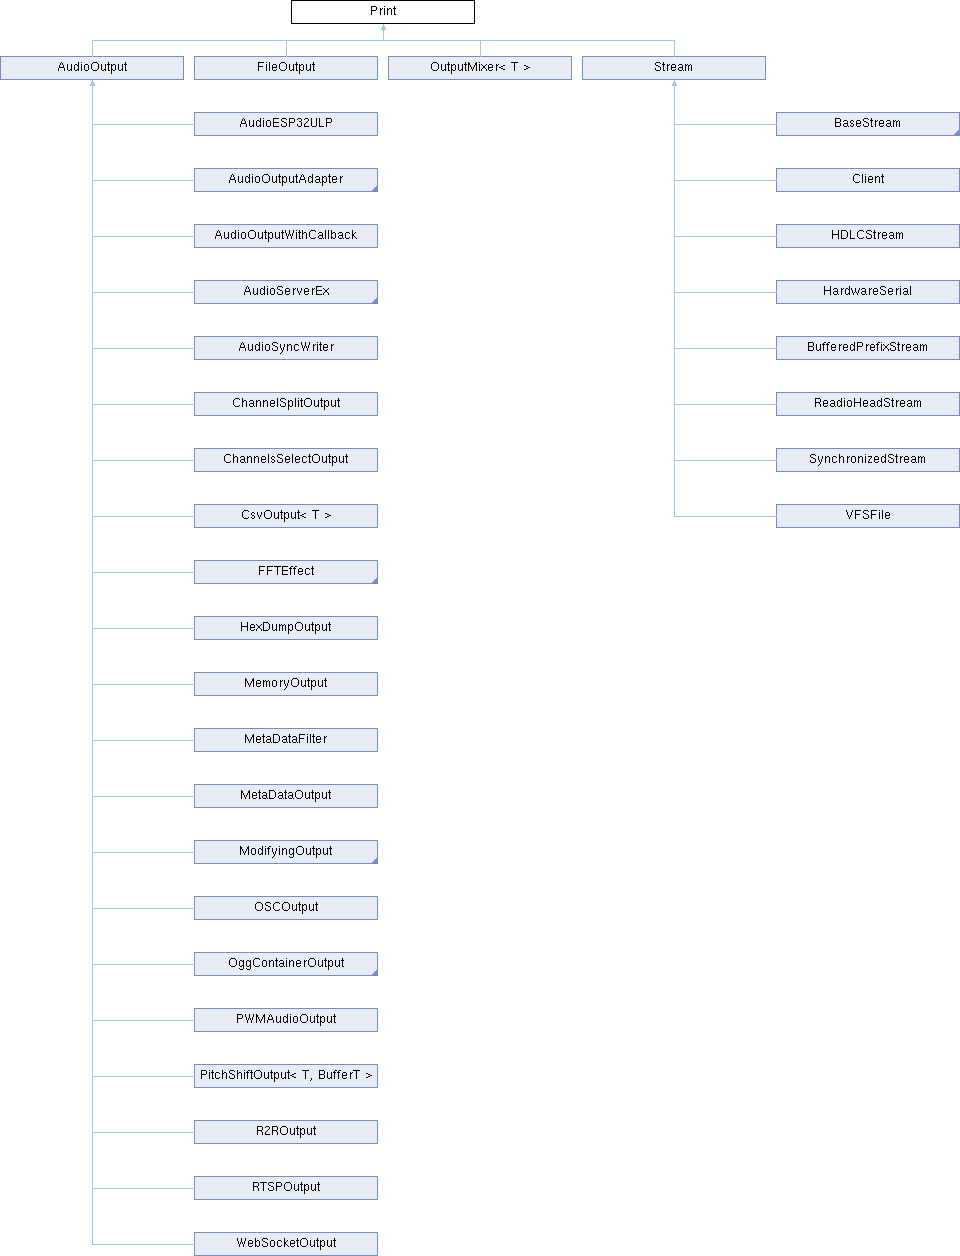 Print
AudioOutput
FileOutput
OutputMixer< T >
Stream
AudioESP32ULP
BaseStream
AudioOutputAdapter
Client
AudioOutputWithCallback
HDLCStream
AudioServerEx
HardwareSerial
AudioSyncWriter
BufferedPrefixStream
ChannelSplitOutput
ReadioHeadStream
ChannelsSelectOutput
SynchronizedStream
CsvOutput< T >
VFSFile
FFTEffect
HexDumpOutput
MemoryOutput
MetaDataFilter
MetaDataOutput
ModifyingOutput
OSCOutput
OggContainerOutput
PWMAudioOutput
PitchShiftOutput< T, BufferT >
R2ROutput
RTSPOutput
WebSocketOutput